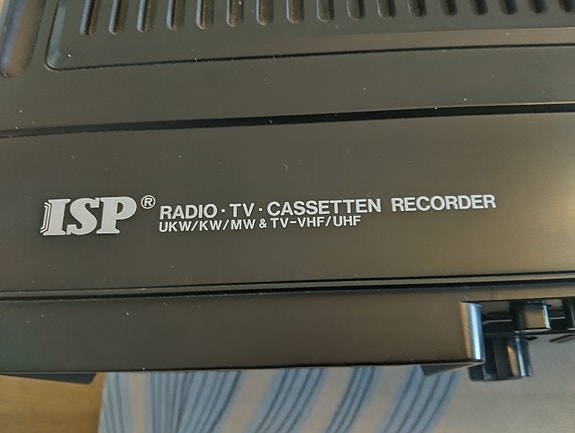 ISP® RADIO · TV · CASSETTEN RECORDER
UKW/KW/MW & TV-VHF/UHF